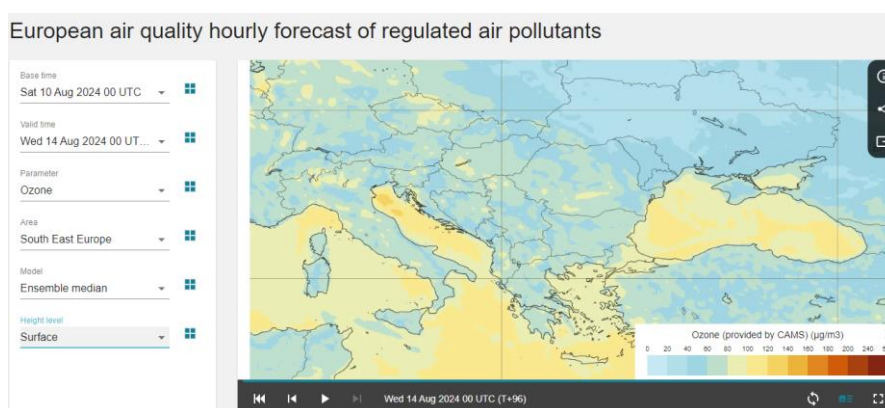 European air quality hourly forecast of regulated air pollutants
Base time
Sat 10 Aug 2024 00 UTC
Valid time
Wed 14 Aug 2024 00 UT...
Parameter
Ozone
Area
South East Europe
Model
Ensemble median
Height level
Surface
Ozone (provided by CAMS) (µg/m3)
0 20 40 60 80 100 120 140 160 180 200 240
Wed 14 Aug 2024 00 UTC (T+96)